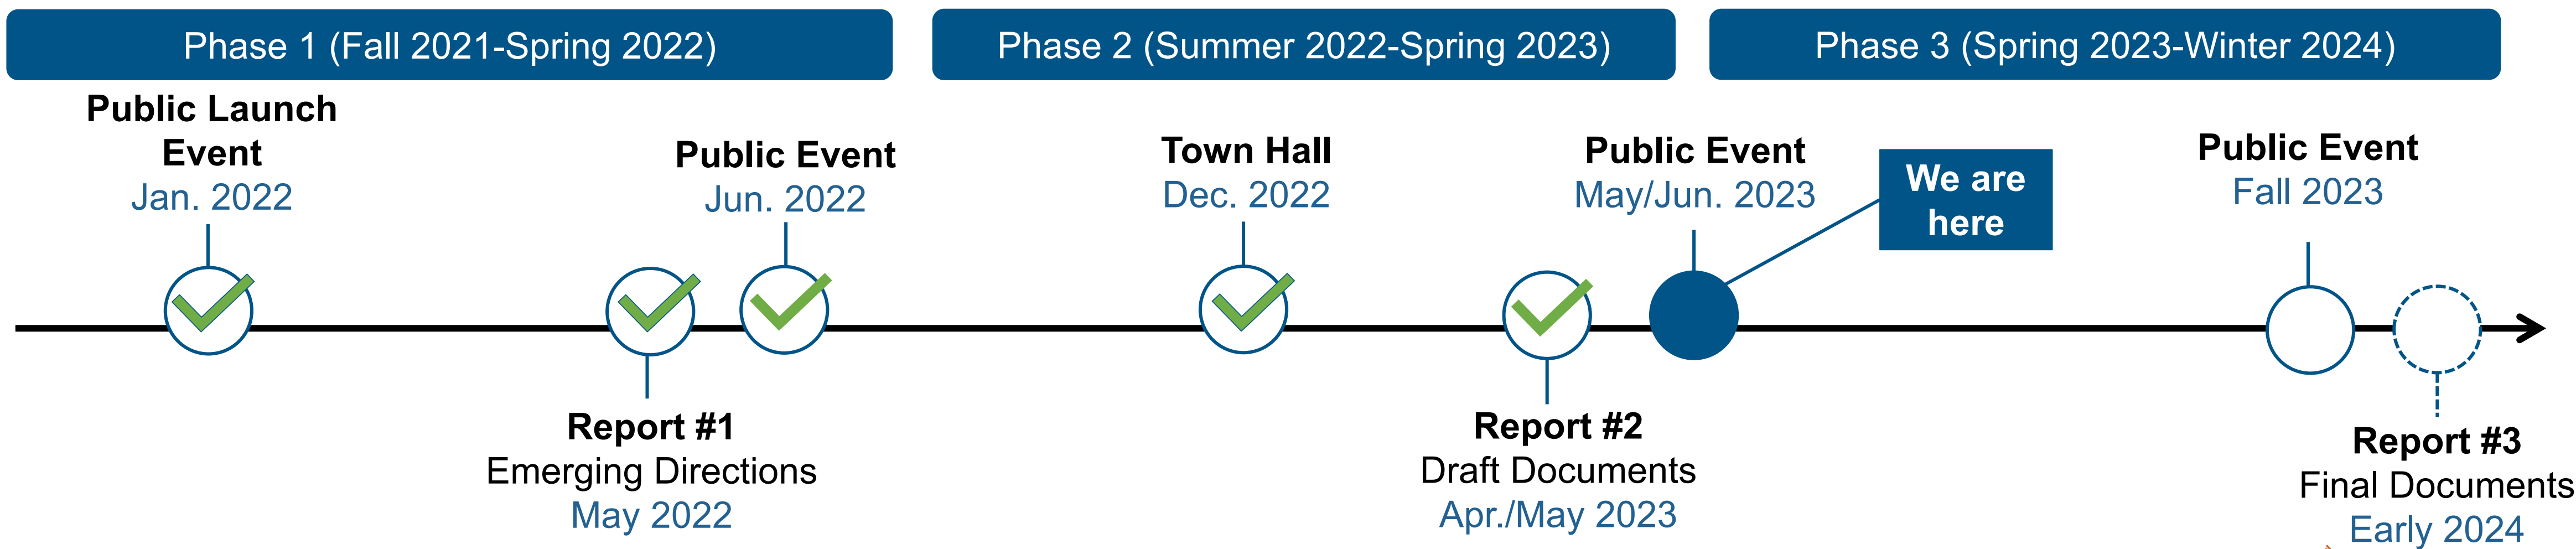 Phase 1 (Fall 2021-Spring 2022)
Phase 2 (Summer 2022-Spring 2023)
Phase 3 (Spring 2023-Winter 2024)
Public Launch
Event
Jan. 2022
Public Event
Jun. 2022
Town Hall
Dec. 2022
Public Event
May/Jun. 2023
We are
here
Public Event
Fall 2023
Report #1
Emerging Directions
May 2022
Report #2
Draft Documents
Apr./May 2023
Report #3
Final Documents
Early 2024